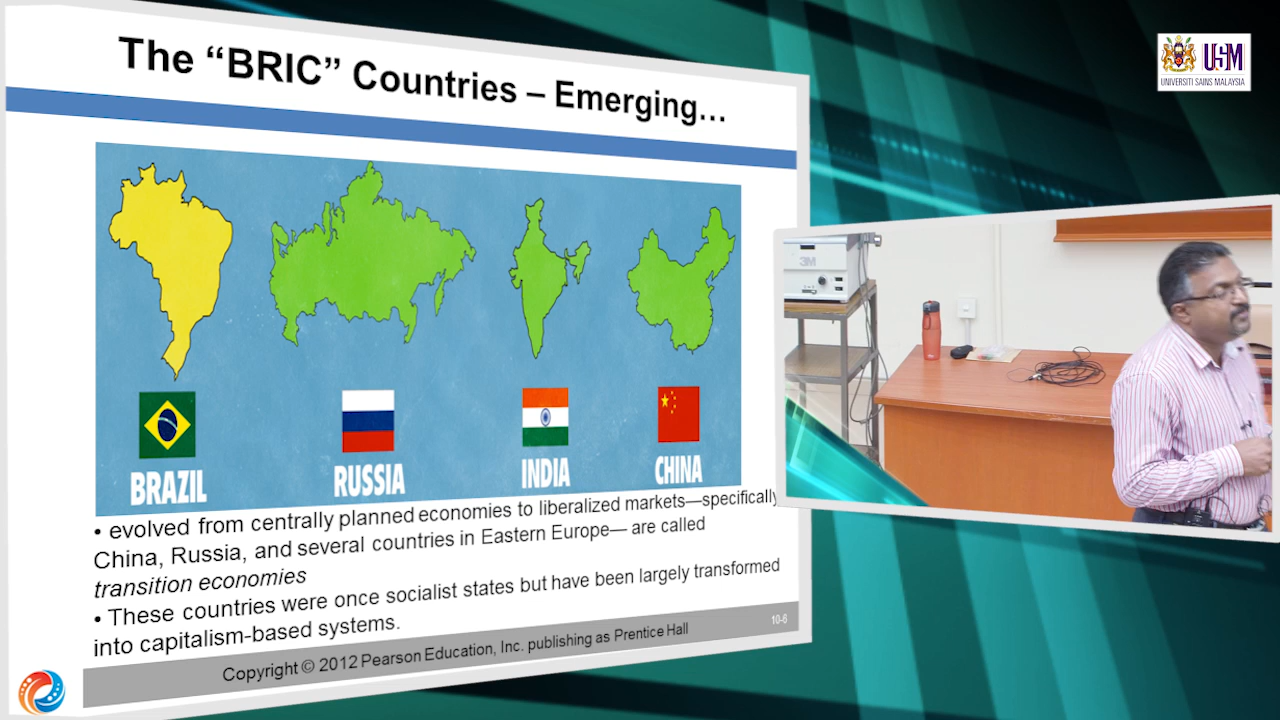 The “BRIC” Countries – Emerging…
BRAZIL
RUSSIA
INDIA
CHINA
• evolved from centrally planned economies to liberalized markets—specifically
China, Russia, and several countries in Eastern Europe— are called
transition economies
• These countries were once socialist states but have been largely transformed
into capitalism-based systems.
10-6
Copyright © 2012 Pearson Education, Inc. publishing as Prentice Hall
USM
UNIVERSITI SAINS MALAYSIA
3M